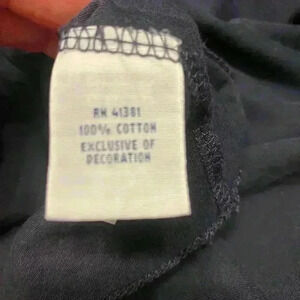 RN 41381
100% COTTON
EXCLUSIVE OF
DECORATION